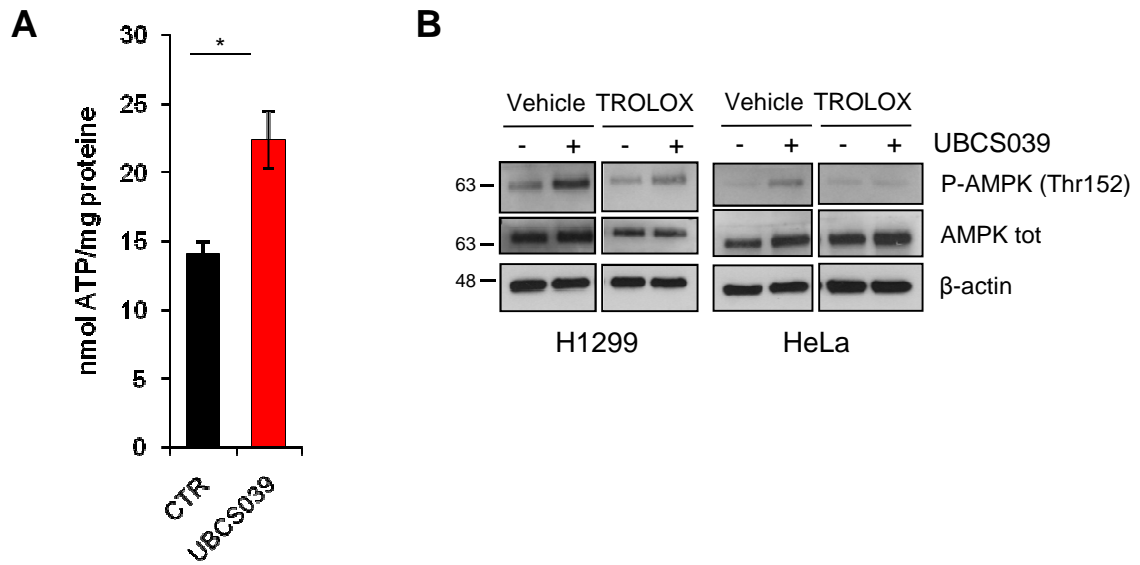 A
nmol ATP/mg proteine
30
25
20
15
10
5
0
*
CTR
UBCS039
B
Vehicle TROLOX Vehicle TROLOX
- + - + - + - + UBCS039
63 P-AMPK (Thr152)
63 AMPK tot
48 β-actin
H1299 HeLa